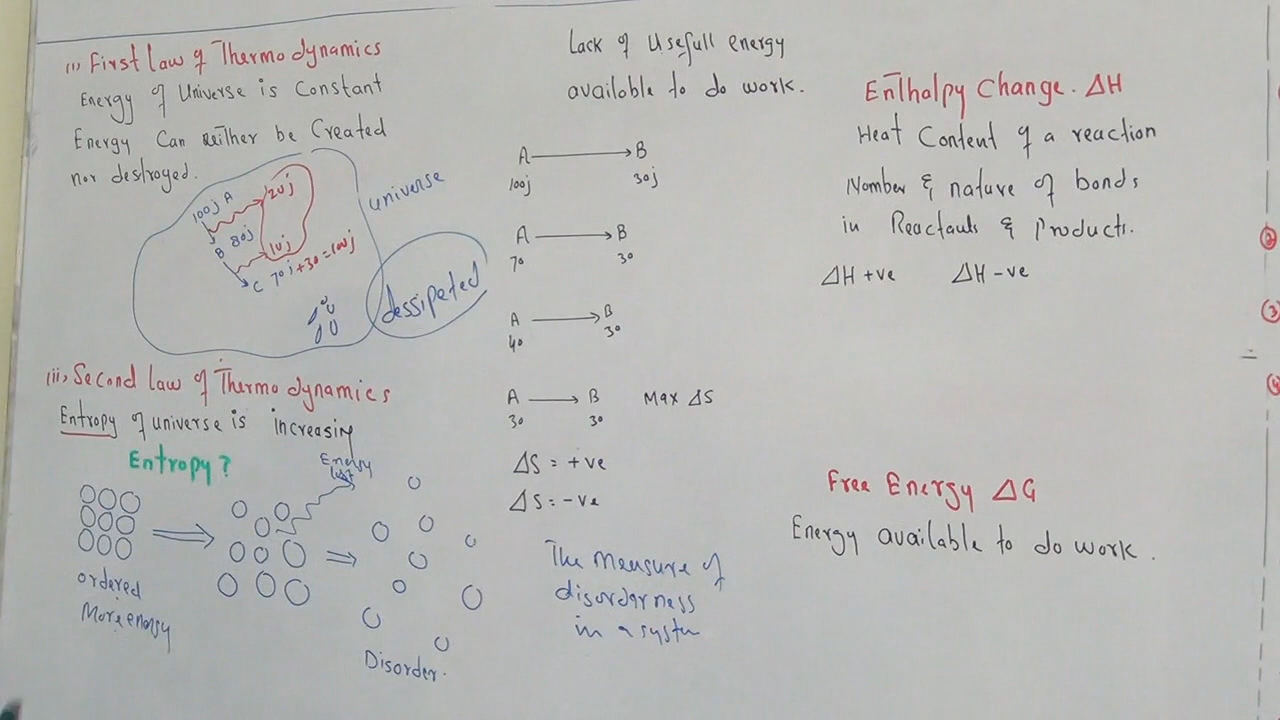 (i) First Law of Thermodynamics
Energy of Universe is Constant
Energy Can neither be Created
nor destroyed.
100j A
20j
B 80j
10j
C 70j+30=100j
universe
dessipated
(ii) Second law of Thermodynamics
Entropy of universe is increasing
Entropy?
Energy
lost
ordered
More energy
Disorder.
Lack of Usefull energy
available to do work.
A B
100j 30j
A B
70 30
A B
40 30
A B Max ΔS
30 30
ΔS = +ve
ΔS = -ve
The measure of
disorderness
in a system
Enthalpy Change. ΔH
Heat Content of a reaction
Number & nature of bonds
in Reactants & Products.
ΔH +ve ΔH -ve
Free Energy ΔG
Energy available to do work.
2
3
4